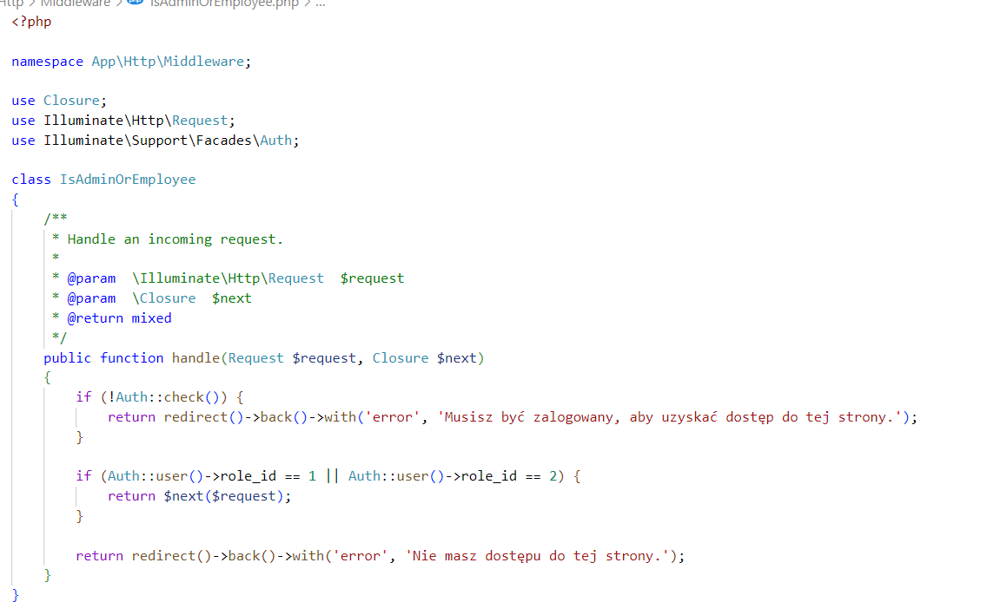 Http > Middleware > php IsAdminOrEmployee.php > ...
<?php

namespace App\Http\Middleware;

use Closure;
use Illuminate\Http\Request;
use Illuminate\Support\Facades\Auth;

class IsAdminOrEmployee
{
    /**
     * Handle an incoming request.
     *
     * @param  \Illuminate\Http\Request  $request
     * @param  \Closure  $next
     * @return mixed
     */
    public function handle(Request $request, Closure $next)
    {
        if (!Auth::check()) {
            return redirect()->back()->with('error', 'Musisz być zalogowany, aby uzyskać dostęp do tej strony.');
        }

        if (Auth::user()->role_id == 1 || Auth::user()->role_id == 2) {
            return $next($request);
        }

        return redirect()->back()->with('error', 'Nie masz dostępu do tej strony.');
    }
}